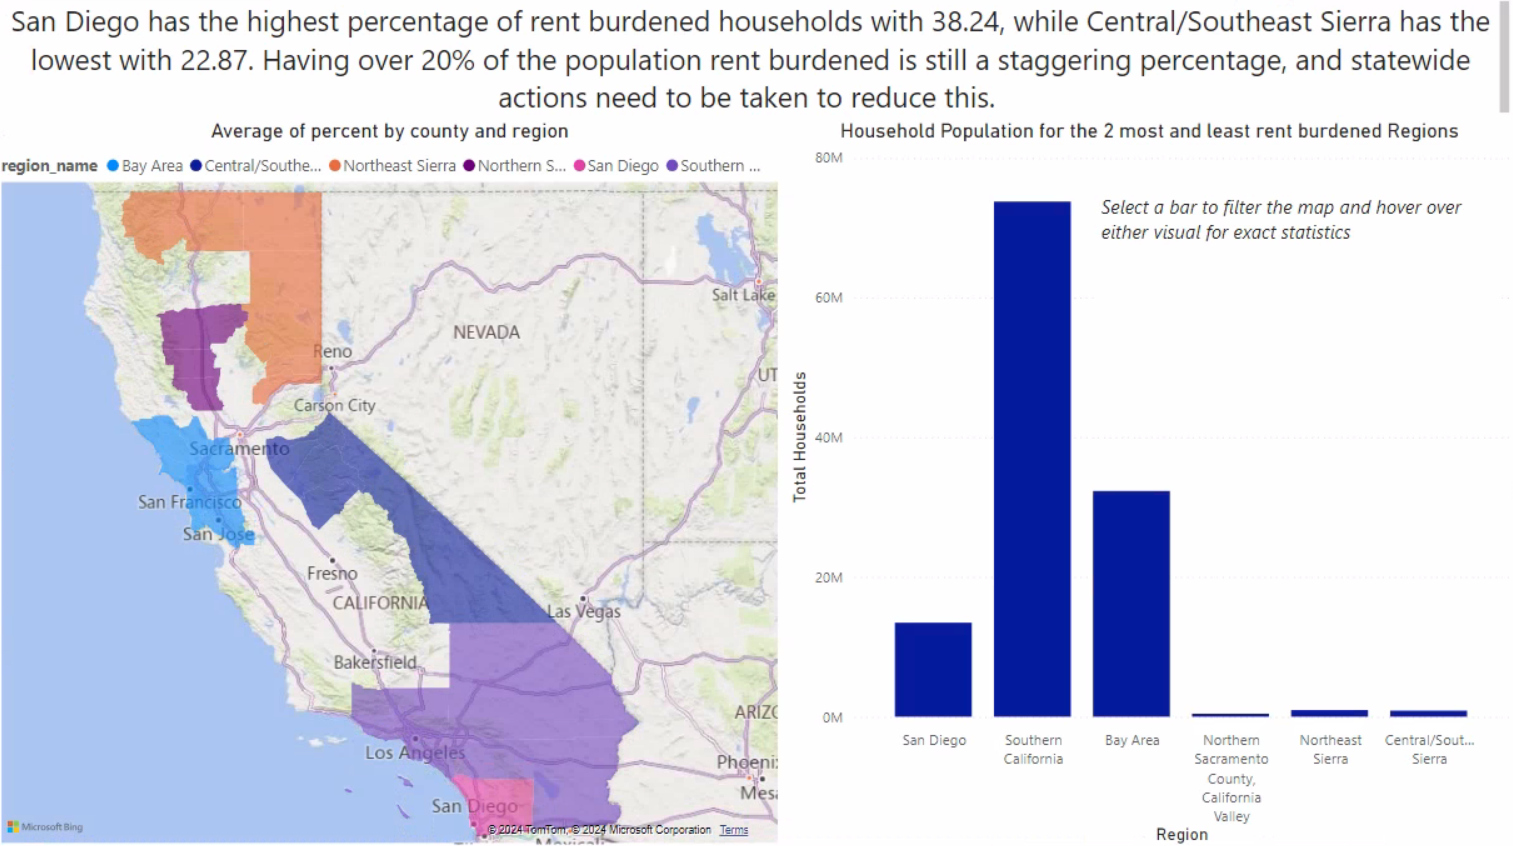 San Diego has the highest percentage of rent burdened households with 38.24, while Central/Southeast Sierra has the
lowest with 22.87. Having over 20% of the population rent burdened is still a staggering percentage, and statewide
actions need to be taken to reduce this.
Average of percent by county and region
region_name Bay Area Central/Southe... Northeast Sierra Northern S... San Diego Southern ...
Salt Lake
NEVADA
Reno
UT
Carson City
Sacramento
San Francisco
San Jose
Fresno
CALIFORNIA
Las Vegas
Bakersfield
ARIZO
Los Angeles
Phoeni
Mesa
San Diego
Mexicali
Microsoft Bing
© 2024 TomTom, © 2024 Microsoft Corporation Terms
Household Population for the 2 most and least rent burdened Regions
80M
60M
40M
20M
0M
Total Households
Select a bar to filter the map and hover over
either visual for exact statistics
San Diego
Southern
California
Bay Area
Northern
Sacramento
County,
California
Valley
Northeast
Sierra
Central/Sout...
Sierra
Region